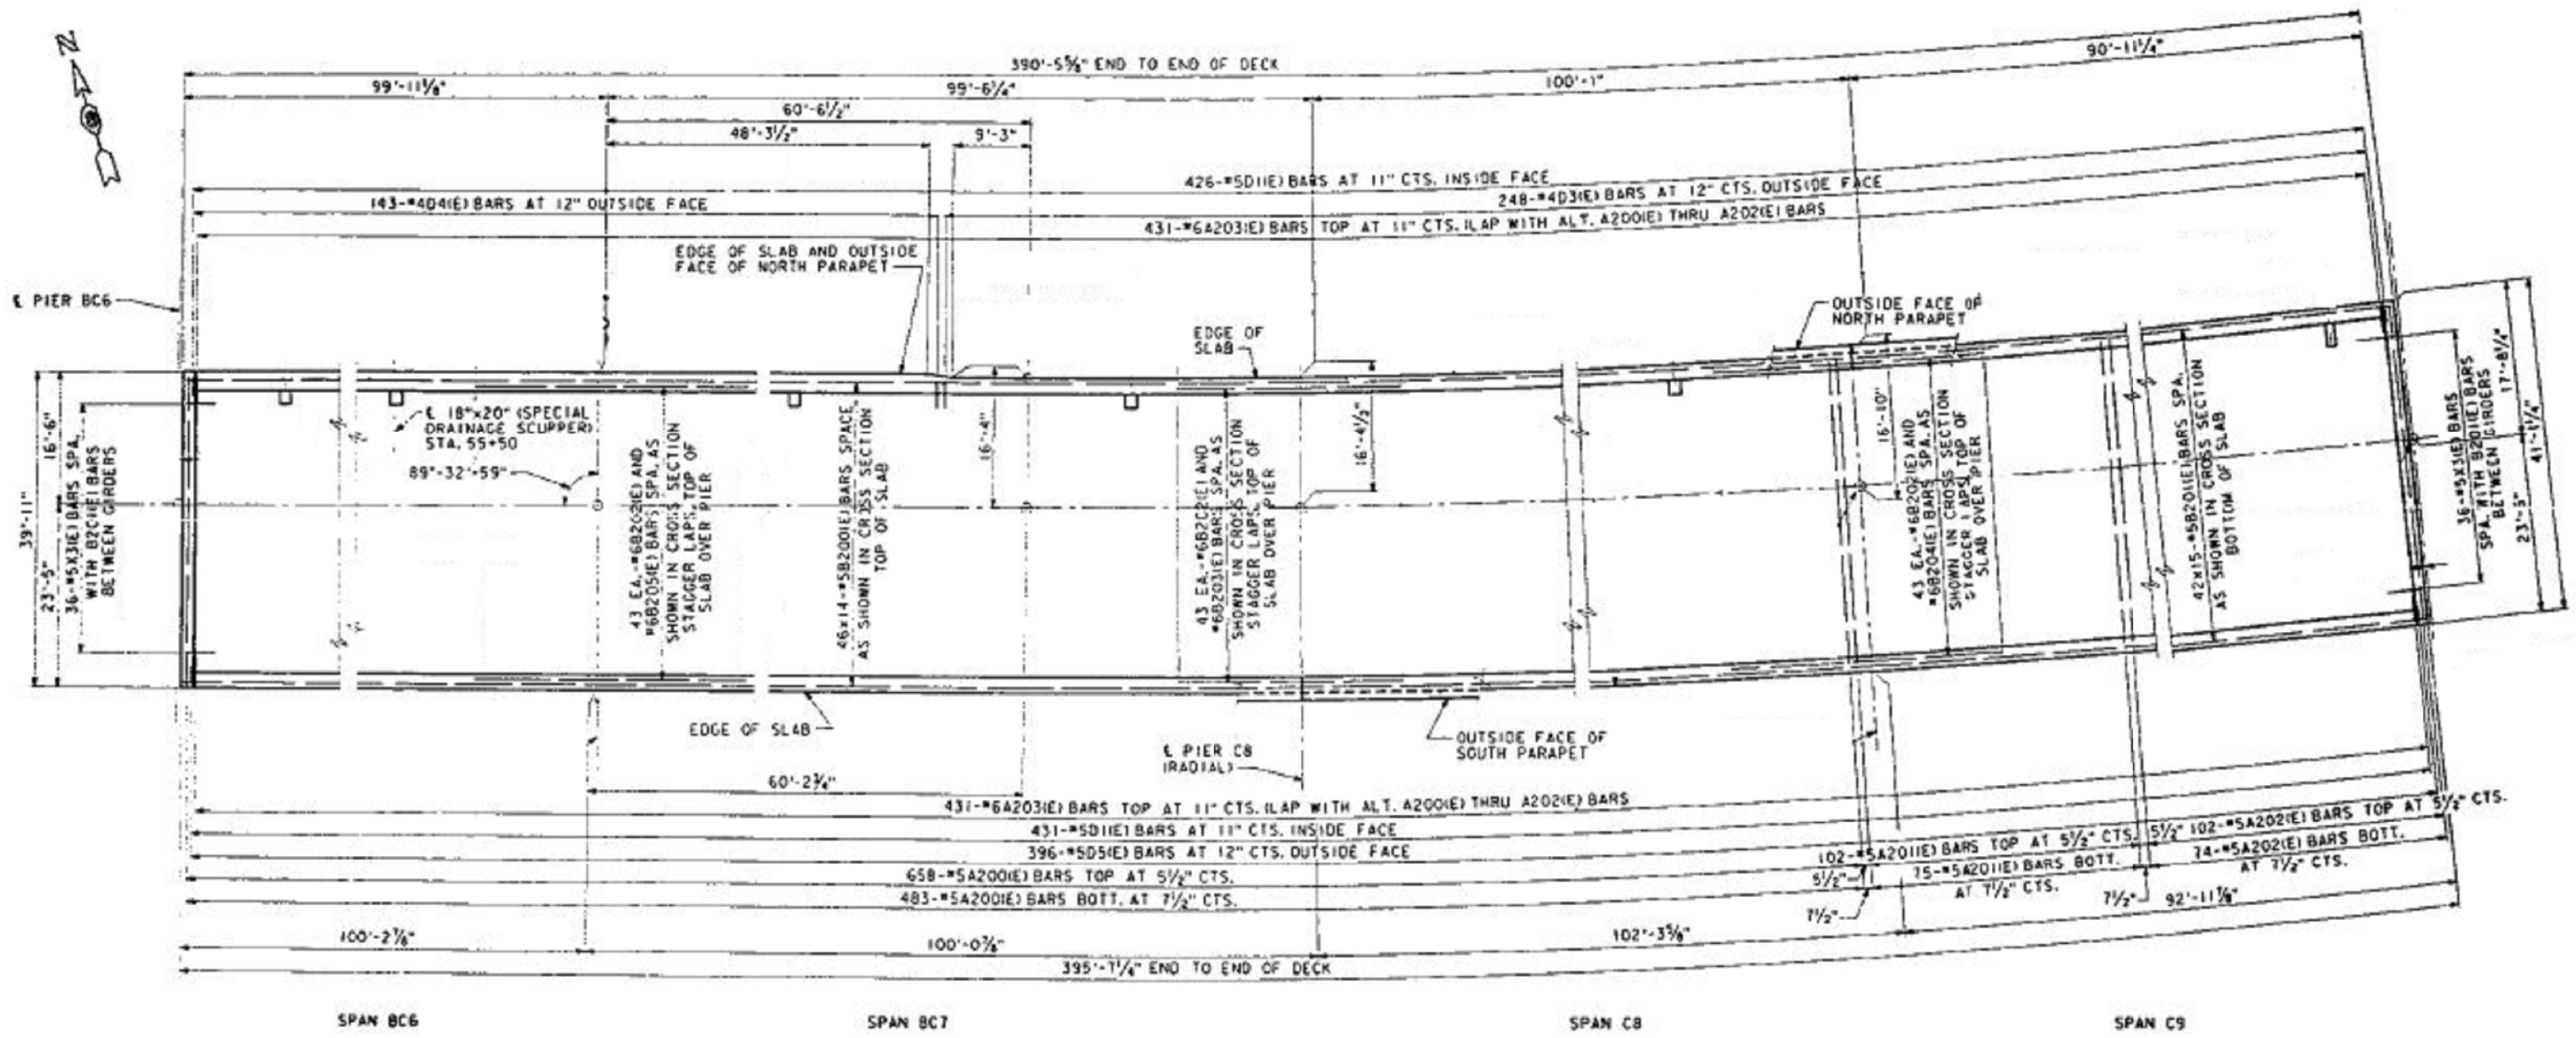 N
390'-5⅝" END TO END OF DECK
99'-11⅜"
99'-6¼"
100'-1"
90'-11¼"
60'-6½"
48'-3½"
9'-3"
426-#5D1(E) BARS AT 11" CTS. INSIDE FACE
143-#4D4(E) BARS AT 12" OUTSIDE FACE
248-#4D3(E) BARS AT 12" CTS. OUTSIDE FACE
431-#6A203(E) BARS TOP AT 11" CTS. (LAP WITH ALT. A200(E) THRU A202(E) BARS
EDGE OF SLAB AND OUTSIDE
FACE OF NORTH PARAPET
℄ PIER BC6
EDGE OF
SLAB
OUTSIDE FACE OF
NORTH PARAPET
39'-11"
16'-6"
23'-5"
36-#5X3(E) BARS SPA.
WITH B201(E) BARS
BETWEEN GIRDERS
℄ 18"x20" (SPECIAL
DRAINAGE SCUPPER)
STA. 55+50
89°-32'-59"
43 EA.-#6B202(E) AND
#6B205(E) BARS SPA. AS
SHOWN IN CROSS SECTION
STAGGER LAPS, TOP OF
SLAB OVER PIER
46x14-#5B200(E) BARS SPACE
AS SHOWN IN CROSS SECTION
TOP OF SLAB
16'-4"
43 EA.-#6B202(E) AND
#6B203(E) BARS SPA. AS
SHOWN IN CROSS SECTION
STAGGER LAPS, TOP OF
SLAB OVER PIER
16'-4½"
16'-10"
43 EA.-#6B202(E) AND
#6B204(E) BARS SPA. AS
SHOWN IN CROSS SECTION
STAGGER LAPS, TOP OF
SLAB OVER PIER
42x15-#5B201(E) BARS SPA.
AS SHOWN IN CROSS SECTION
BOTTOM OF SLAB
36-#5X3(E) BARS
SPA. WITH B201(E) BARS
BETWEEN GIRDERS
17'-8¼"
23'-5"
41'-1¼"
EDGE OF SLAB
℄ PIER C8
(RADIAL)
OUTSIDE FACE OF
SOUTH PARAPET
60'-2¾"
431-#6A203(E) BARS TOP AT 11" CTS. (LAP WITH ALT. A200(E) THRU A202(E) BARS
431-#5D1(E) BARS AT 11" CTS. INSIDE FACE
396-#5D5(E) BARS AT 12" CTS. OUTSIDE FACE
658-#5A200(E) BARS TOP AT 5½" CTS.
483-#5A200(E) BARS BOTT. AT 7½" CTS.
102-#5A201(E) BARS TOP AT 5½" CTS.
5½"
102-#5A202(E) BARS TOP AT 5½" CTS.
5½"
75-#5A201(E) BARS BOTT.
AT 7½" CTS.
74-#5A202(E) BARS BOTT.
AT 7½" CTS.
7½"
7½"
92'-11⅞"
100'-2⅞"
100'-0⅞"
102'-3⅝"
395'-7¼" END TO END OF DECK
SPAN BC6
SPAN BC7
SPAN C8
SPAN C9